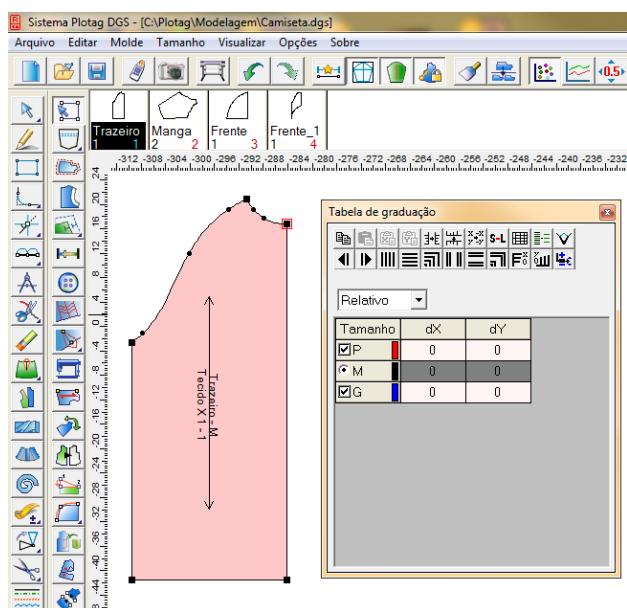 Sistema Plotag DGS - [C:\Plotag\Modelagem\Camiseta.dgs]
Arquivo Editar Molde Tamanho Visualizar Opções Sobre
0.5
Trazeiro Manga Frente Frente_1
1 1 2 2 1 3 1 4
-312 -308 -304 -300 -296 -292 -288 -284 -280 -276 -272 -268 -264 -260 -256 -252 -248 -244 -240 -236 -232
24
20
16
12
8
4
0
-4
-8
-12
-16
-20
-24
-28
-32
-36
-40
-44
Trazeiro - M
Tecido X 1 - 1
Tabela de graduação
S-L
Relativo
Tamanho dX dY
P 0 0
M 0 0
G 0 0